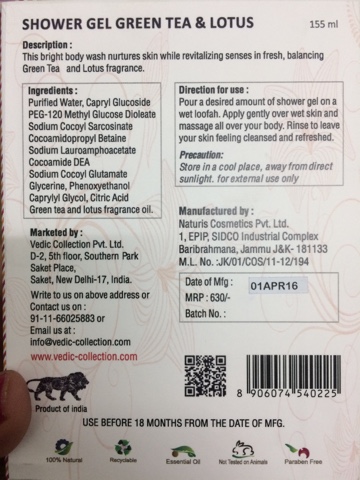 SHOWER GEL GREEN TEA & LOTUS
155 ml
Description :
This bright body wash nurtures skin while revitalizing senses in fresh, balancing
Green Tea and Lotus fragrance.
Ingredients :
Purified Water, Capryl Glucoside
PEG-120 Methyl Glucose Dioleate
Sodium Cocoyl Sarcosinate
Cocoamidopropyl Betaine
Sodium Lauroamphoacetate
Cocoamide DEA
Sodium Cocoyl Glutamate
Glycerine, Phenoxyethanol
Caprylyl Glycol, Citric Acid
Green tea and lotus fragrance oil.
Direction for use :
Pour a desired amount of shower gel on a
wet loofah. Apply gently over wet skin and
massage all over your body. Rinse to leave
your skin feeling cleansed and refreshed.
Precaution:
Store in a cool place, away from direct
sunlight. for external use only
Marketed by :
Vedic Collection Pvt. Ltd.
D-2, 5th floor, Southern Park
Saket Place,
Saket, New Delhi-17, India.
Write to us on above address or
Contact us on :
91-11-66025883 or
Email us at :
info@vedic-collection.com
www.vedic-collection.com
Manufactured by :
Naturis Cosmetics Pvt. Ltd.
1, EPIP, SIDCO Industrial Complex
Baribrahmana, Jammu J&K- 181133
M.L. No. :JK/01/COS/11-12/194
Date of Mfg : 01APR16
MRP : 630/-
Batch No. :
8 906074 540225
Product of india
USE BEFORE 18 MONTHS FROM THE DATE OF MFG.
100% Natural
Recyclable
Essential Oil
Not Tested on Animals
Paraben Free